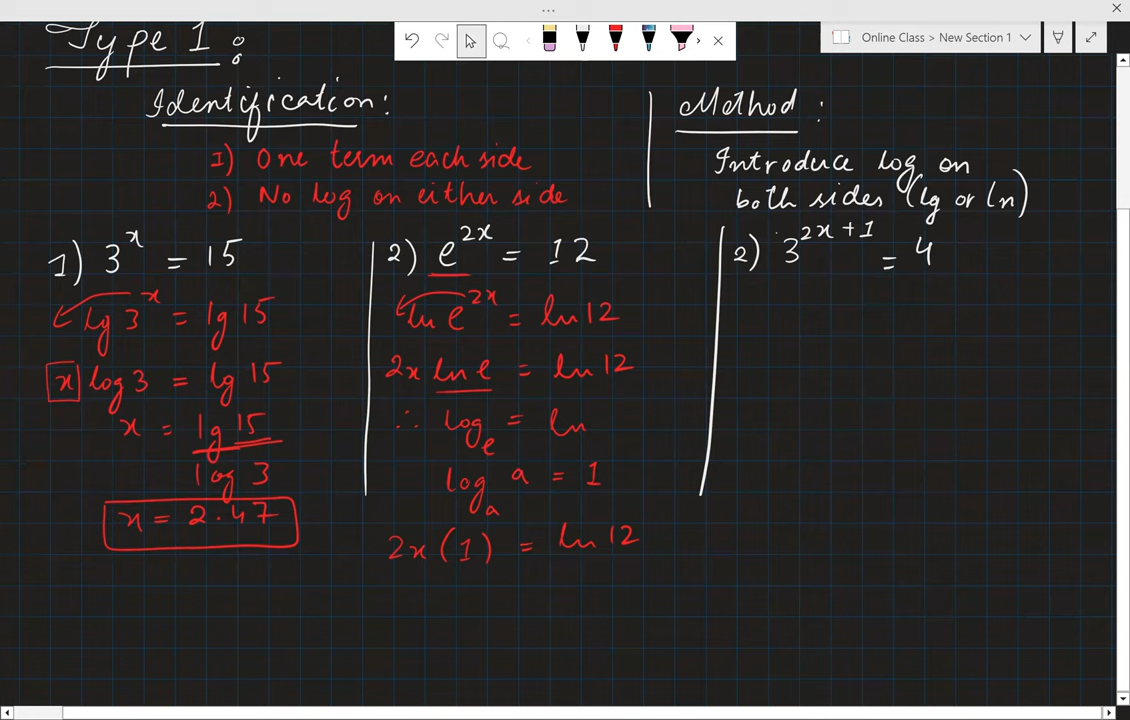 Online Class > New Section 1
Type 1 :
Identification:
1) One term each side
2) No log on either side
Method :
Introduce log on
both sides (lg or ln)
1) 3^x = 15
lg 3^x = lg 15
x log 3 = lg 15
x = lg 15
log 3
x = 2.47
2) e^2x = 12
ln e^2x = ln 12
2x ln e = ln 12
∴ log_e = ln
log_a a = 1
2x (1) = ln 12
2) 3^2x+1 = 4